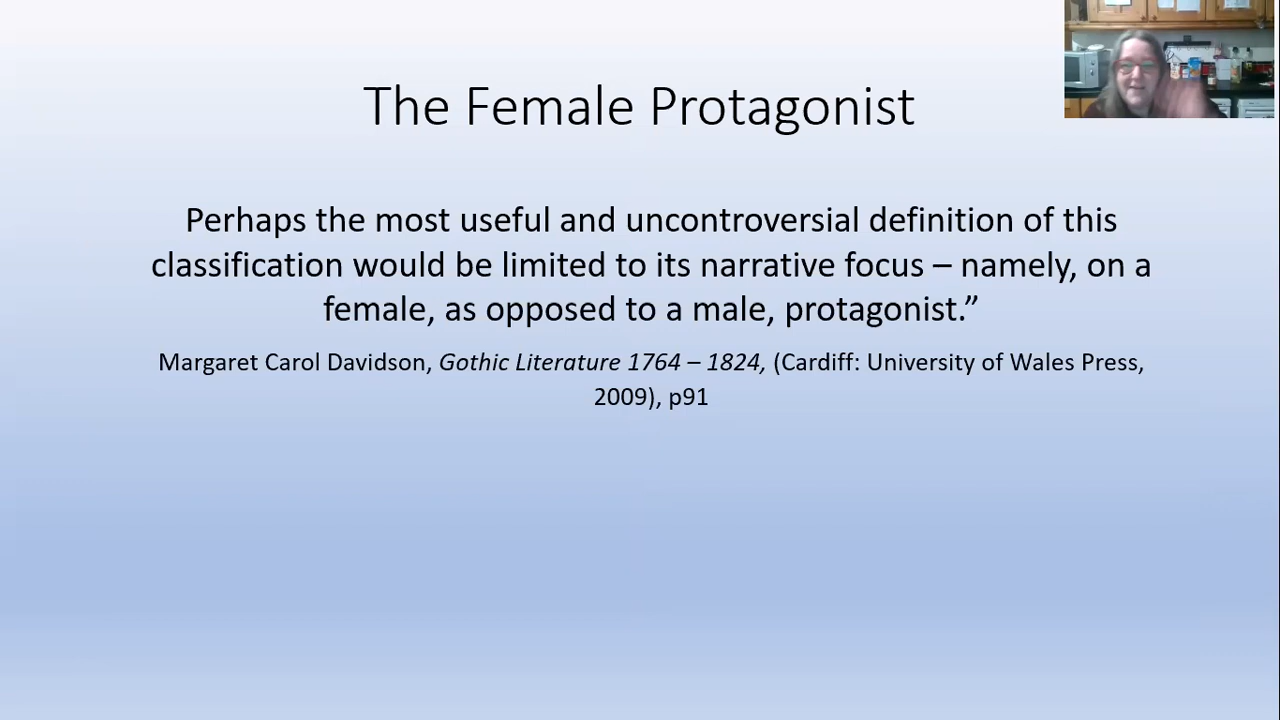 The Female Protagonist
Perhaps the most useful and uncontroversial definition of this
classification would be limited to its narrative focus – namely, on a
female, as opposed to a male, protagonist.”
Margaret Carol Davidson, Gothic Literature 1764 – 1824, (Cardiff: University of Wales Press,
2009), p91